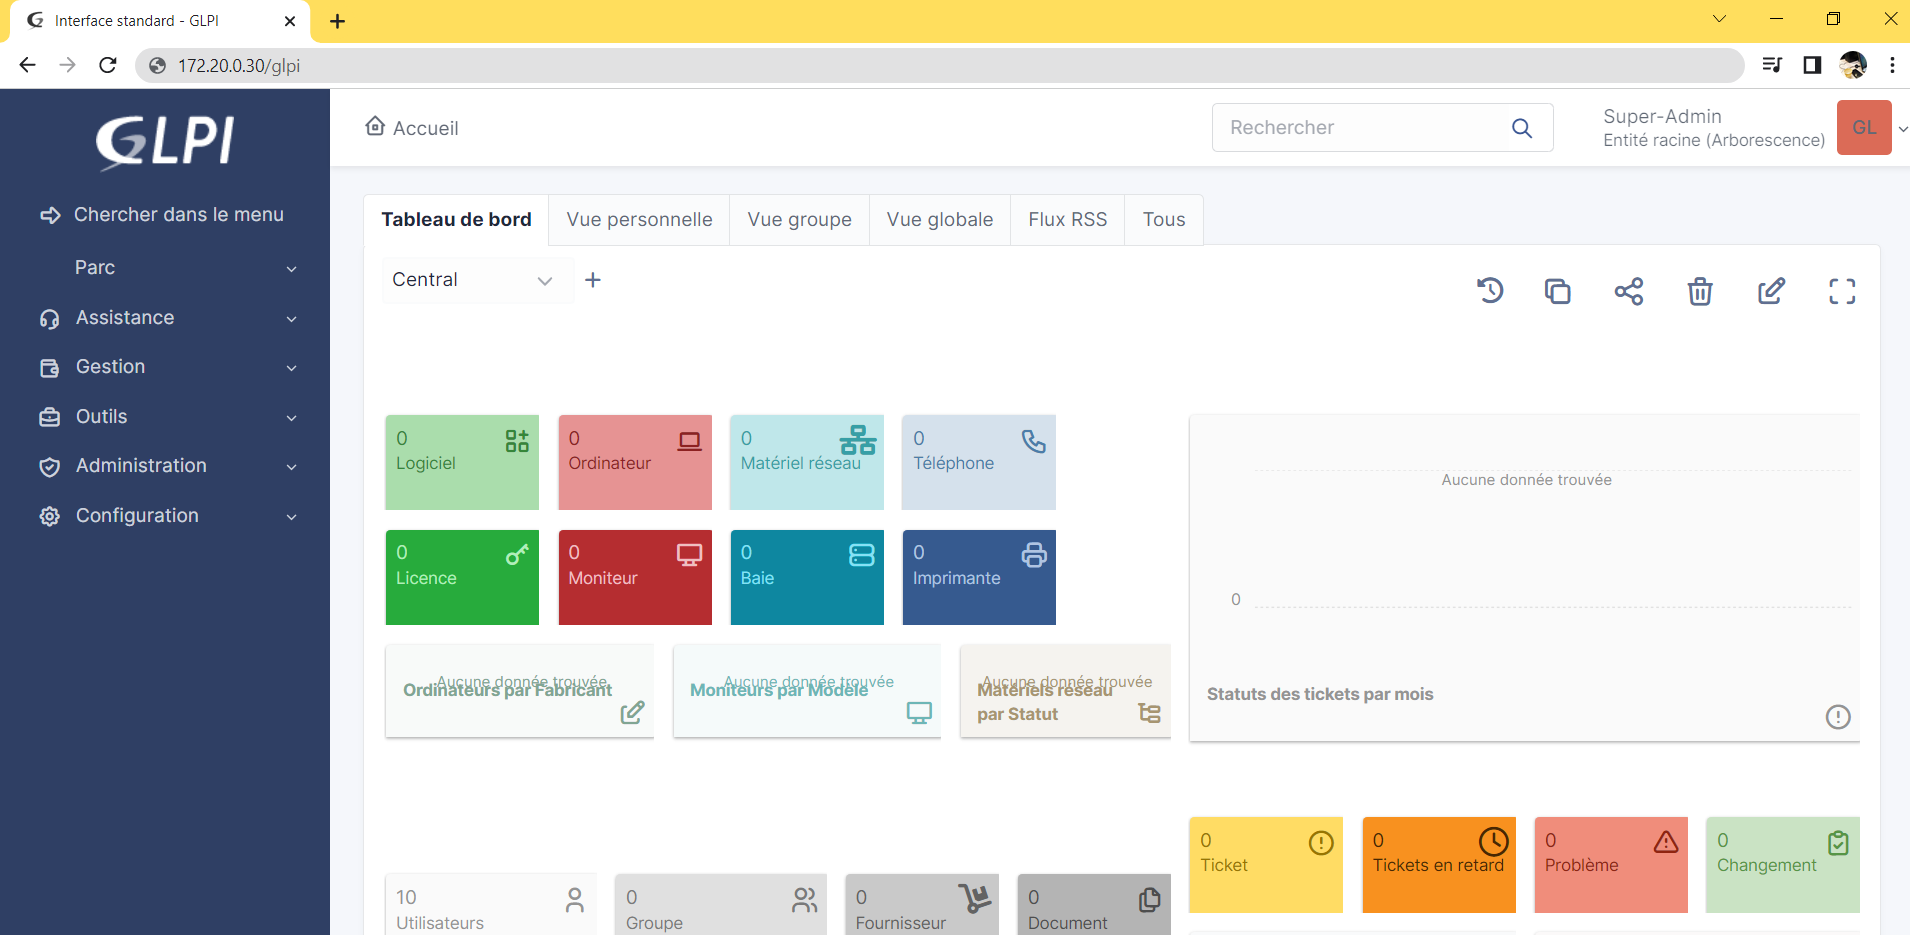 Interface standard - GLPI
172.20.0.30/glpi
GLPI
Chercher dans le menu
Parc
Assistance
Gestion
Outils
Administration
Configuration
Accueil
Rechercher
Super-Admin
Entité racine (Arborescence)
GL
Tableau de bord
Vue personnelle
Vue groupe
Vue globale
Flux RSS
Tous
Central
0
Logiciel
0
Ordinateur
0
Matériel réseau
0
Téléphone
0
Licence
0
Moniteur
0
Baie
0
Imprimante
Aucune donnée trouvée
Ordinateurs par Fabricant
Aucune donnée trouvée
Moniteurs par Modèle
Aucune donnée trouvée
Matériels réseau
par Statut
Aucune donnée trouvée
0
Statuts des tickets par mois
0
Ticket
0
Tickets en retard
0
Problème
0
Changement
10
Utilisateurs
0
Groupe
0
Fournisseur
0
Document